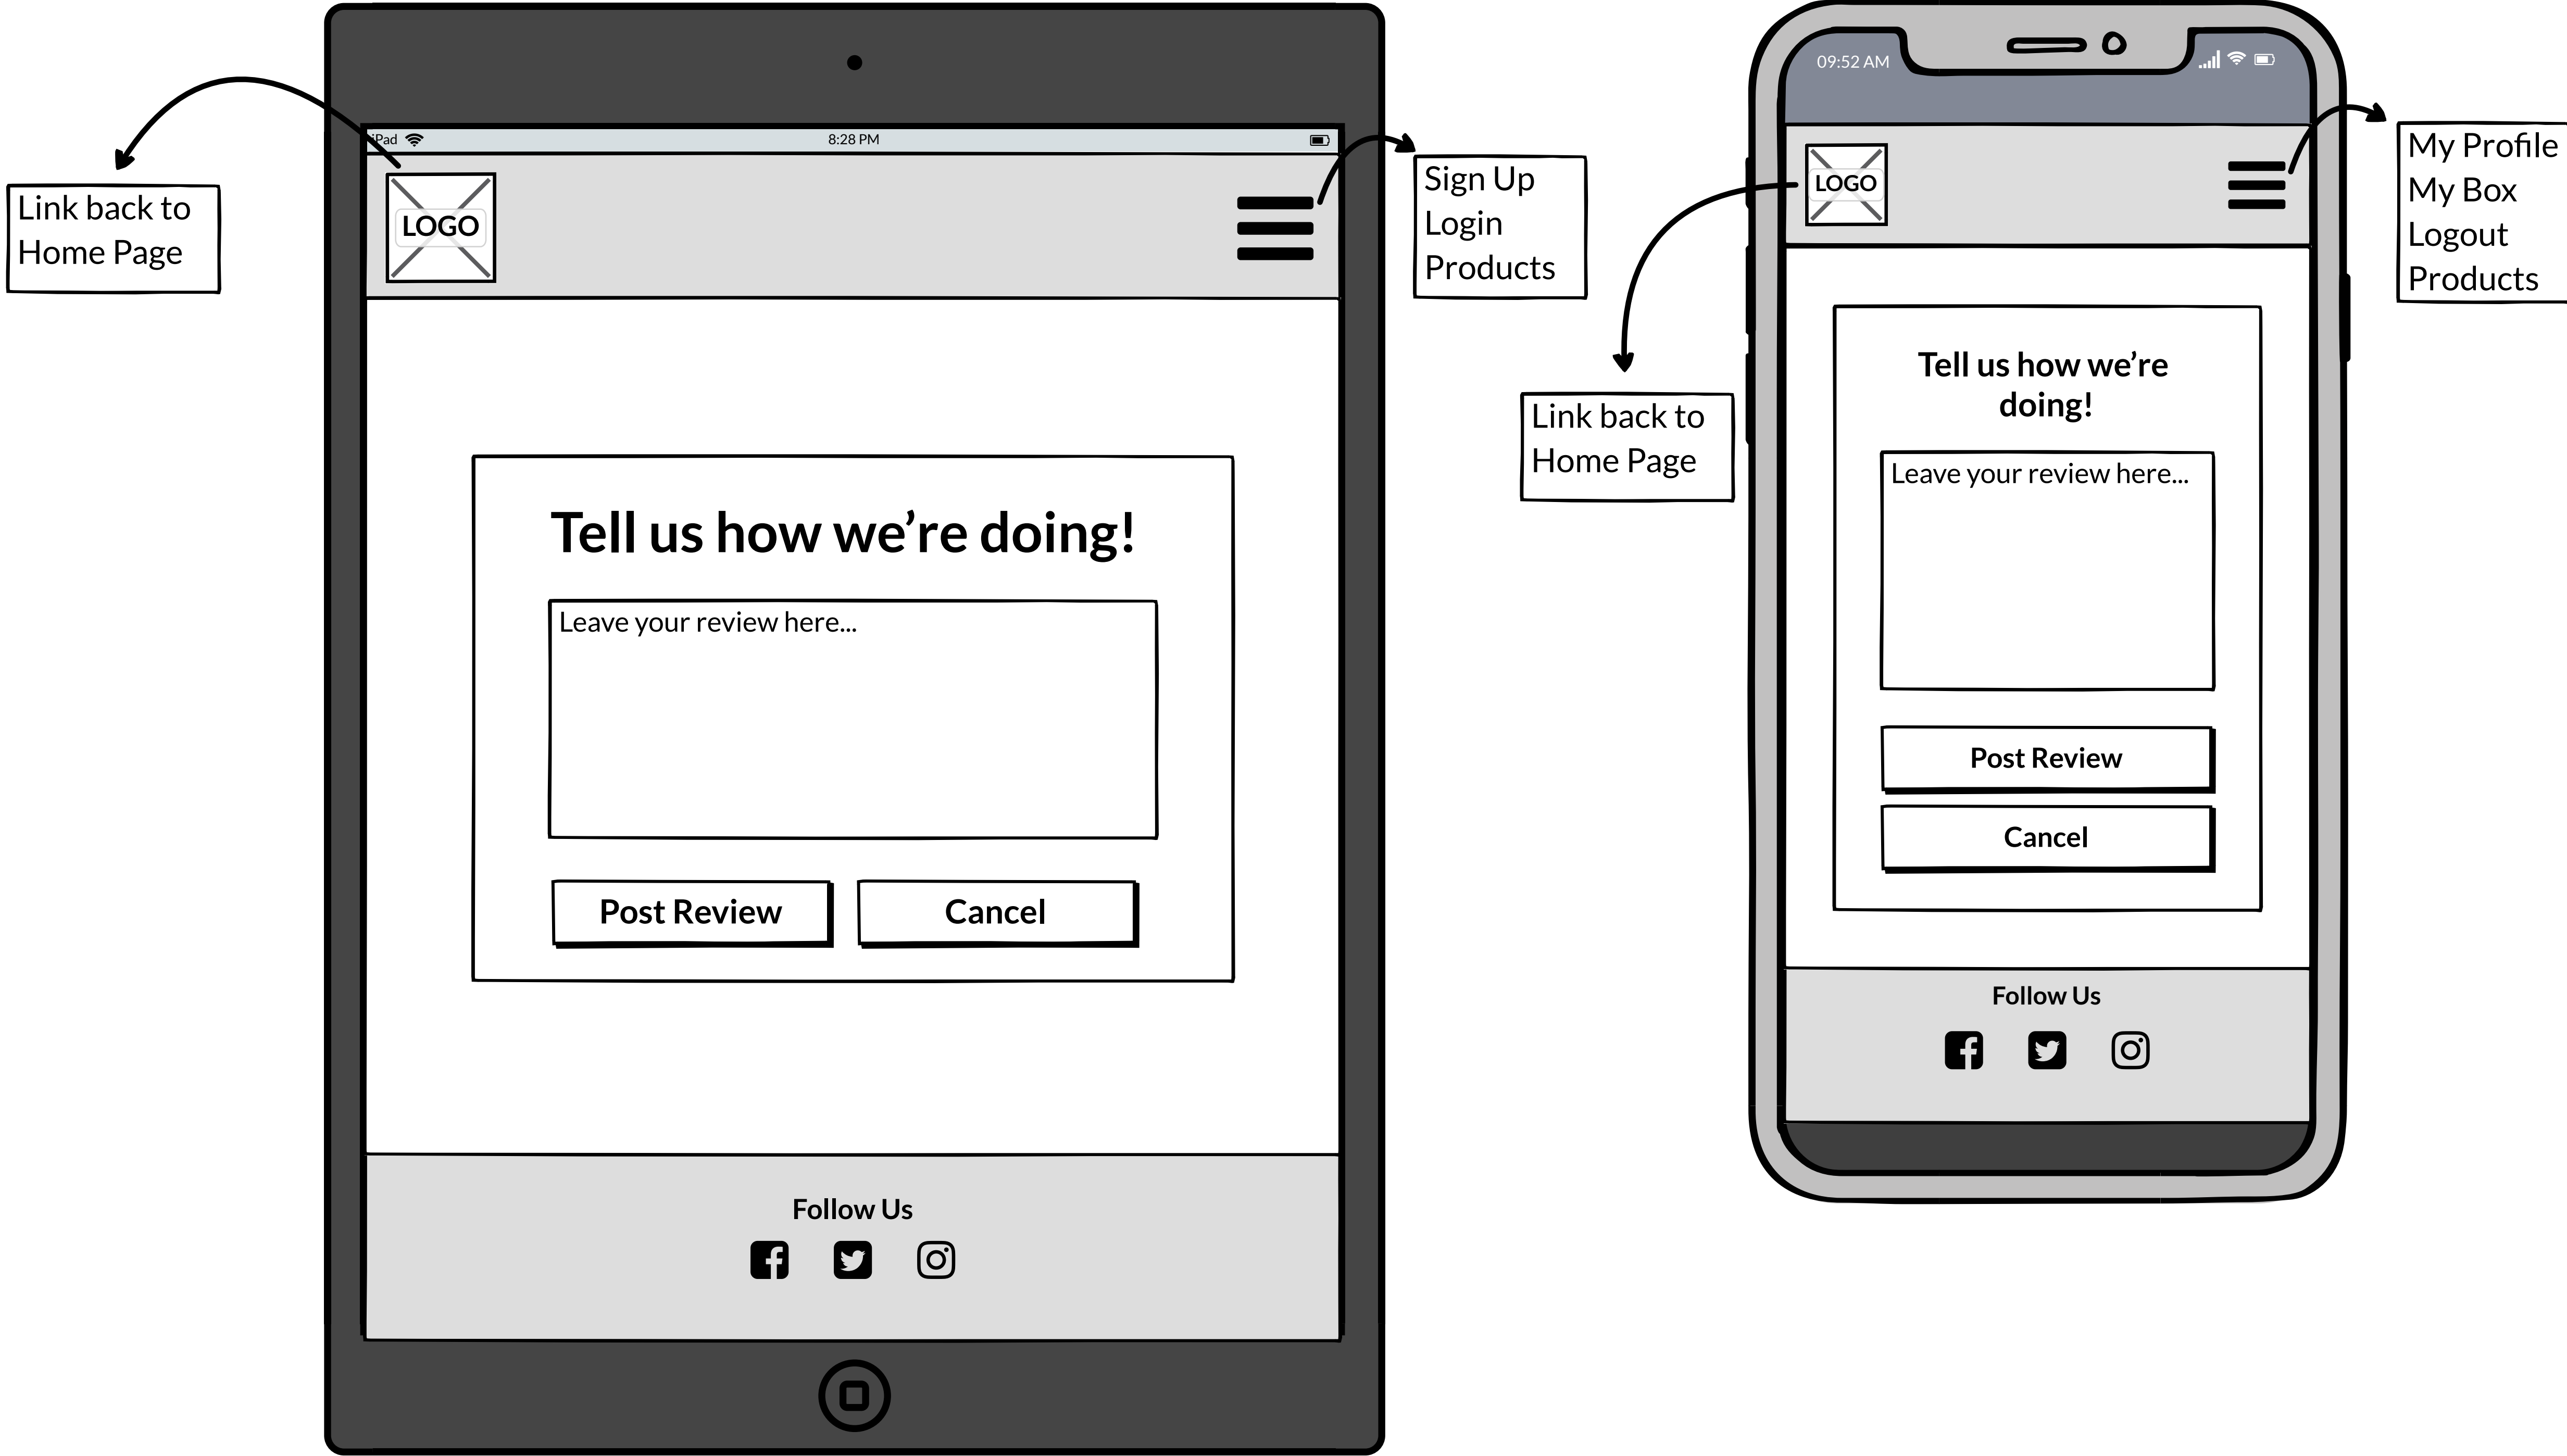 iPad
8:28 PM
LOGO
Link back to
Home Page
Sign Up
Login
Products
Tell us how we’re doing!
Leave your review here...
Post Review
Cancel
Follow Us
09:52 AM
LOGO
Link back to
Home Page
My Profile
My Box
Logout
Products
Tell us how we’re
doing!
Leave your review here...
Post Review
Cancel
Follow Us